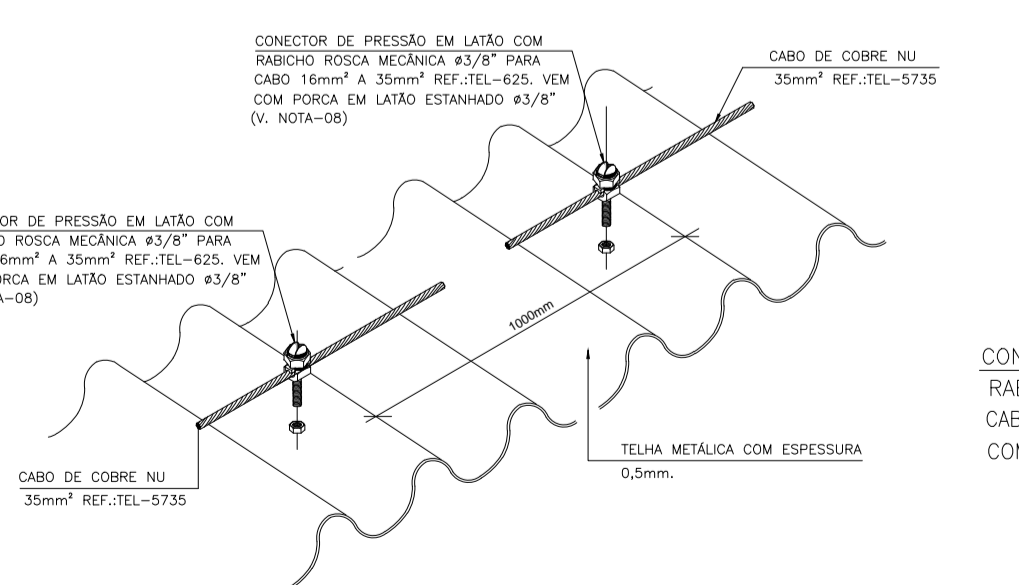 CONECTOR DE PRESSÃO EM LATÃO COM
RABICHO ROSCA MECÂNICA ø3/8" PARA
CABO 16mm² A 35mm² REF.:TEL-625. VEM
COM PORCA EM LATÃO ESTANHADO ø3/8"
(V. NOTA-08)
CABO DE COBRE NU
35mm² REF.:TEL-5735
OR DE PRESSÃO EM LATÃO COM
O ROSCA MECÂNICA ø3/8" PARA
6mm² A 35mm² REF.:TEL-625. VEM
ORCA EM LATÃO ESTANHADO ø3/8"
A-08)
1000mm
CON
RAB
CAB
CON
TELHA METÁLICA COM ESPESSURA
0,5mm.
CABO DE COBRE NU
35mm² REF.:TEL-5735